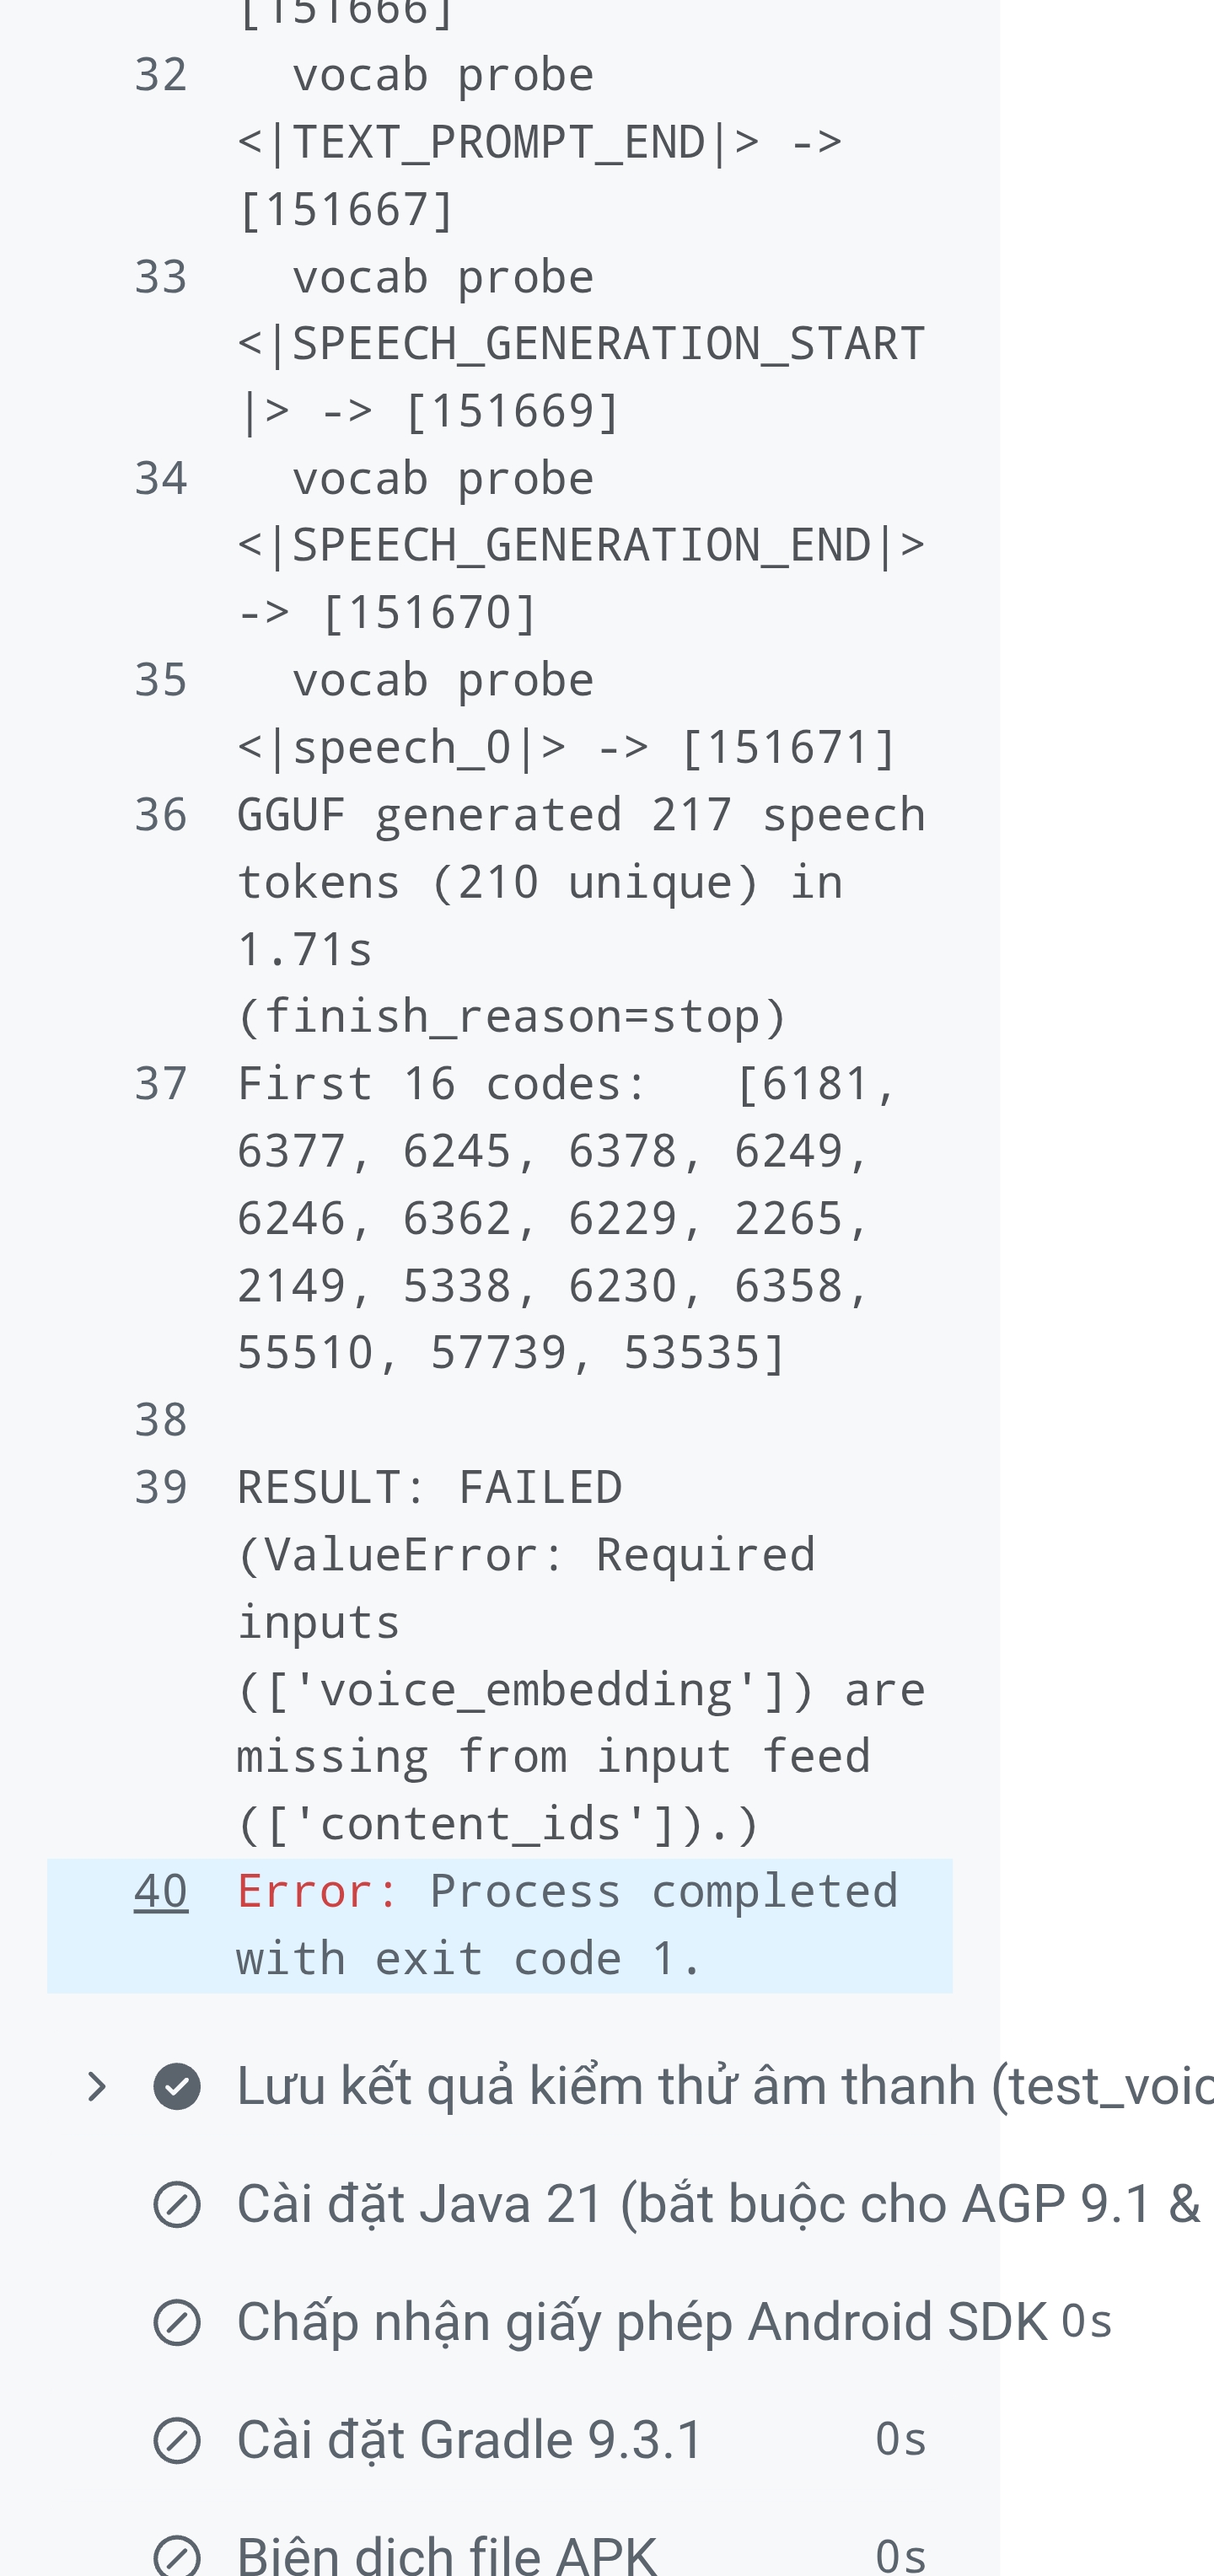 [151666]
32 vocab probe
<|TEXT_PROMPT_END|> ->
[151667]
33 vocab probe
<|SPEECH_GENERATION_START
|> -> [151669]
34 vocab probe
<|SPEECH_GENERATION_END|>
-> [151670]
35 vocab probe
<|speech_0|> -> [151671]
36 GGUF generated 217 speech
tokens (210 unique) in
1.71s
(finish_reason=stop)
37 First 16 codes: [6181,
6377, 6245, 6378, 6249,
6246, 6362, 6229, 2265,
2149, 5338, 6230, 6358,
55510, 57739, 53535]
38
39 RESULT: FAILED
(ValueError: Required
inputs
(['voice_embedding']) are
missing from input feed
(['content_ids']).)
40 Error: Process completed
with exit code 1.
Lưu kết quả kiểm thử âm thanh (test_voic
Cài đặt Java 21 (bắt buộc cho AGP 9.1 &
Chấp nhận giấy phép Android SDK 0s
Cài đặt Gradle 9.3.1 0s
Biên dịch file APK 0s